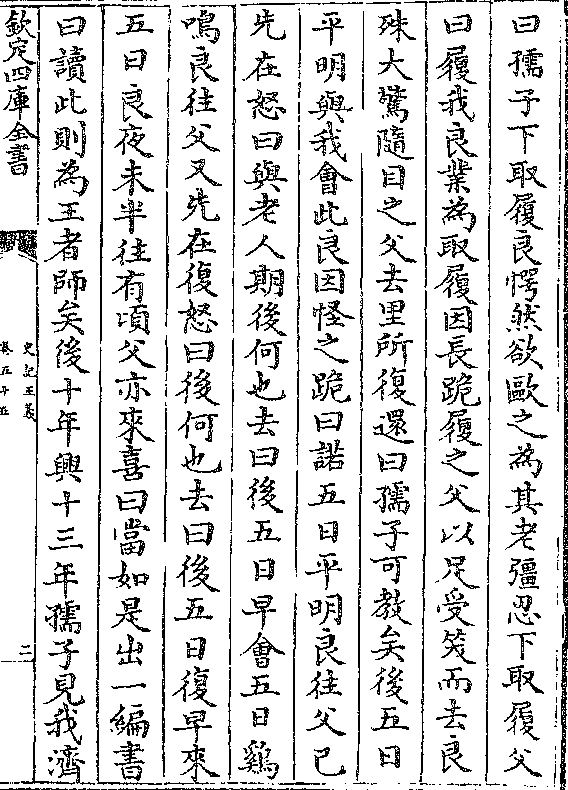 曰孺子下取履良愕然欲歐之為其老彊忍下取履父
曰履我良業為取履因長跪履之父以足受笑而去良
殊大驚隨目之父去里所復還曰孺子可教矣後五日
平明與我會此良因怪之跪曰諾五日平明良往父已
先在怒曰與老人期後何也去曰後五日早會五日鷄
鳴良往父又先在復怒曰後何也去曰後五日復早來
五日良夜未半往有頃父亦來喜曰當如是出一編書
曰讀此則為王者師矣後十年興十三年孺子見我濟
欽定四庫全書
史記正義
卷五十五
二